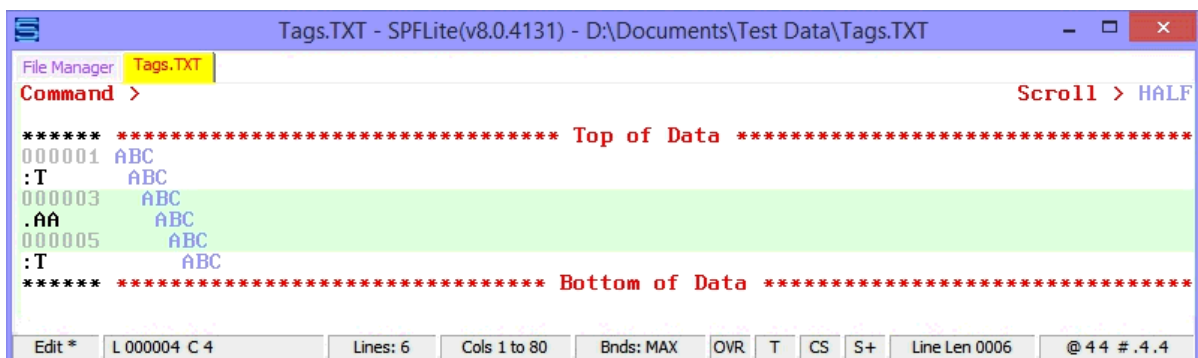 Tags.TXT - SPFLite(v8.0.4131) - D:\Documents\Test Data\Tags.TXT
File Manager Tags.TXT
Command > Scroll > HALF
****** ********************************* Top of Data **********************************
000001 ABC
:T ABC
000003 ABC
.AA ABC
000005 ABC
:T ABC
****** ******************************** Bottom of Data ********************************
Edit * L 000004 C 4 Lines: 6 Cols 1 to 80 Bnds: MAX OVR T CS S+ Line Len 0006 @ 4 4 # .4 .4